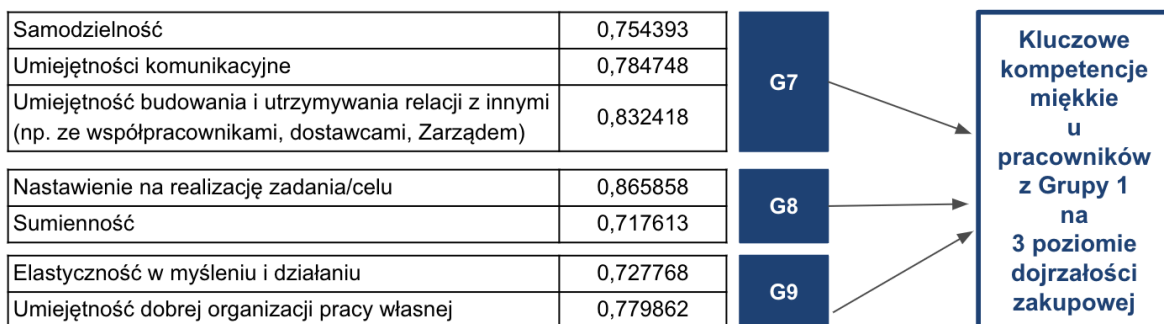 Samodzielność 0,754393
Umiejętności komunikacyjne 0,784748
Umiejętność budowania i utrzymywania relacji z innymi
(np. ze współpracownikami, dostawcami, Zarządem) 0,832418
G7
Nastawienie na realizację zadania/celu 0,865858
Sumienność 0,717613
G8
Elastyczność w myśleniu i działaniu 0,727768
Umiejętność dobrej organizacji pracy własnej 0,779862
G9
Kluczowe
kompetencje
miękkie
u
pracowników
z Grupy 1
na
3 poziomie
dojrzałości
zakupowej